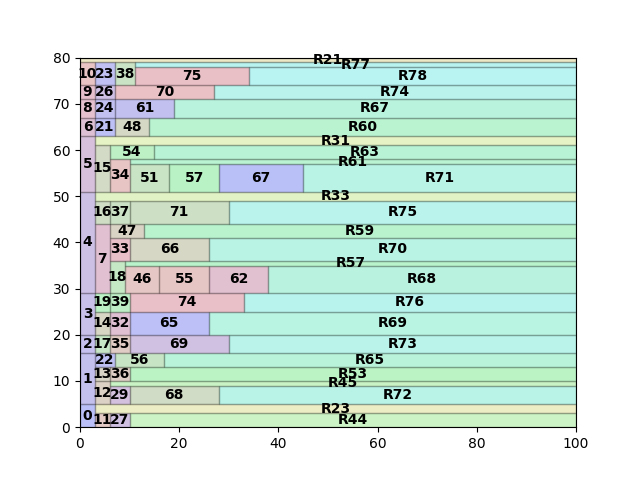 80 R21
R77
10 23 38 75 R78
70 9 26 70 R74
8 24 61 R67
6 21 48 R60
R31
60 54 R63
5 15 R61
34 51 57 67 R71
50 R33
16 37 71 R75
47 R59
40 4 33 66 R70
7 R57
18 46 55 62 R68
30
19 39 74 R76
3
14 32 65 R69
20
2 17 35 69 R73
22 56 R65
13 36 R53
10 1 R45
12 29 68 R72
0 R23
11 27 R44
0
0 20 40 60 80 100